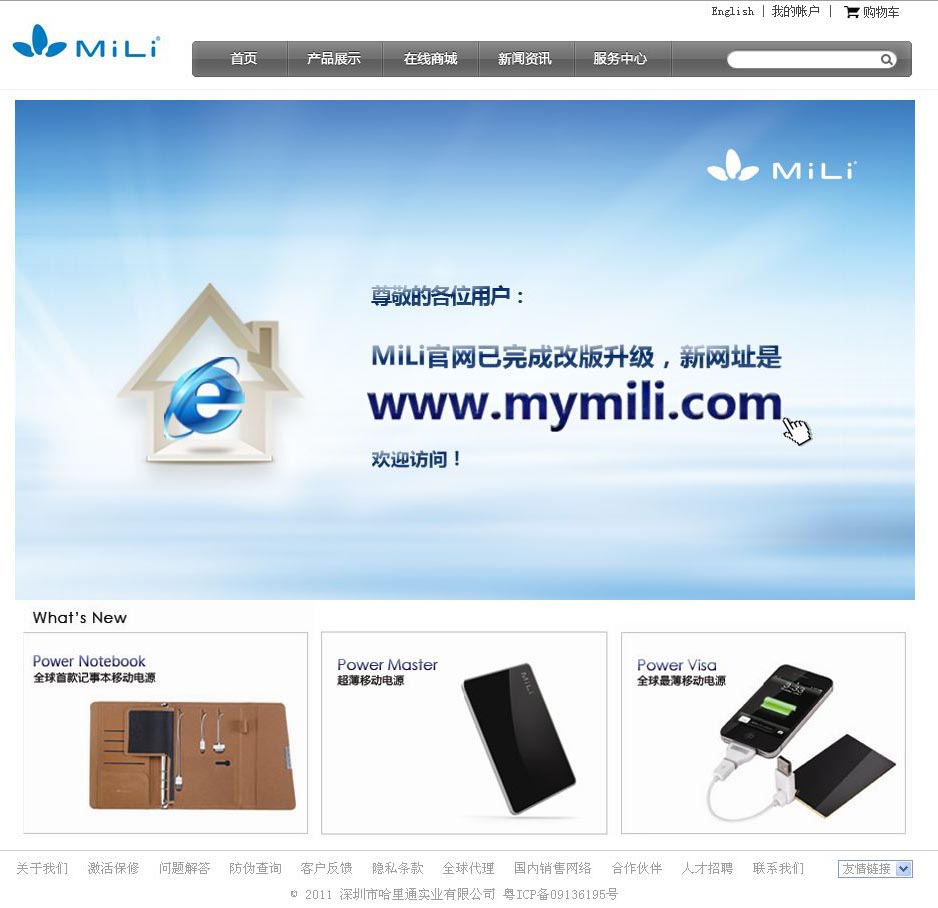 English | 我的帐户 | 购物车
MiLi
首页 产品展示 在线商城 新闻资讯 服务中心
MiLi
尊敬的各位用户：
MiLi官网已完成改版升级，新网址是
www.mymili.com
欢迎访问！
What's New
Power Notebook
全球首款记事本移动电源
Power Master
超薄移动电源
MiLi
Power Visa
全球最薄移动电源
关于我们 激活保修 问题解答 防伪查询 客户反馈 隐私条款 全球代理 国内销售网络 合作伙伴 人才招聘 联系我们 友情链接
© 2011 深圳市哈里通实业有限公司 粤ICP备09136195号